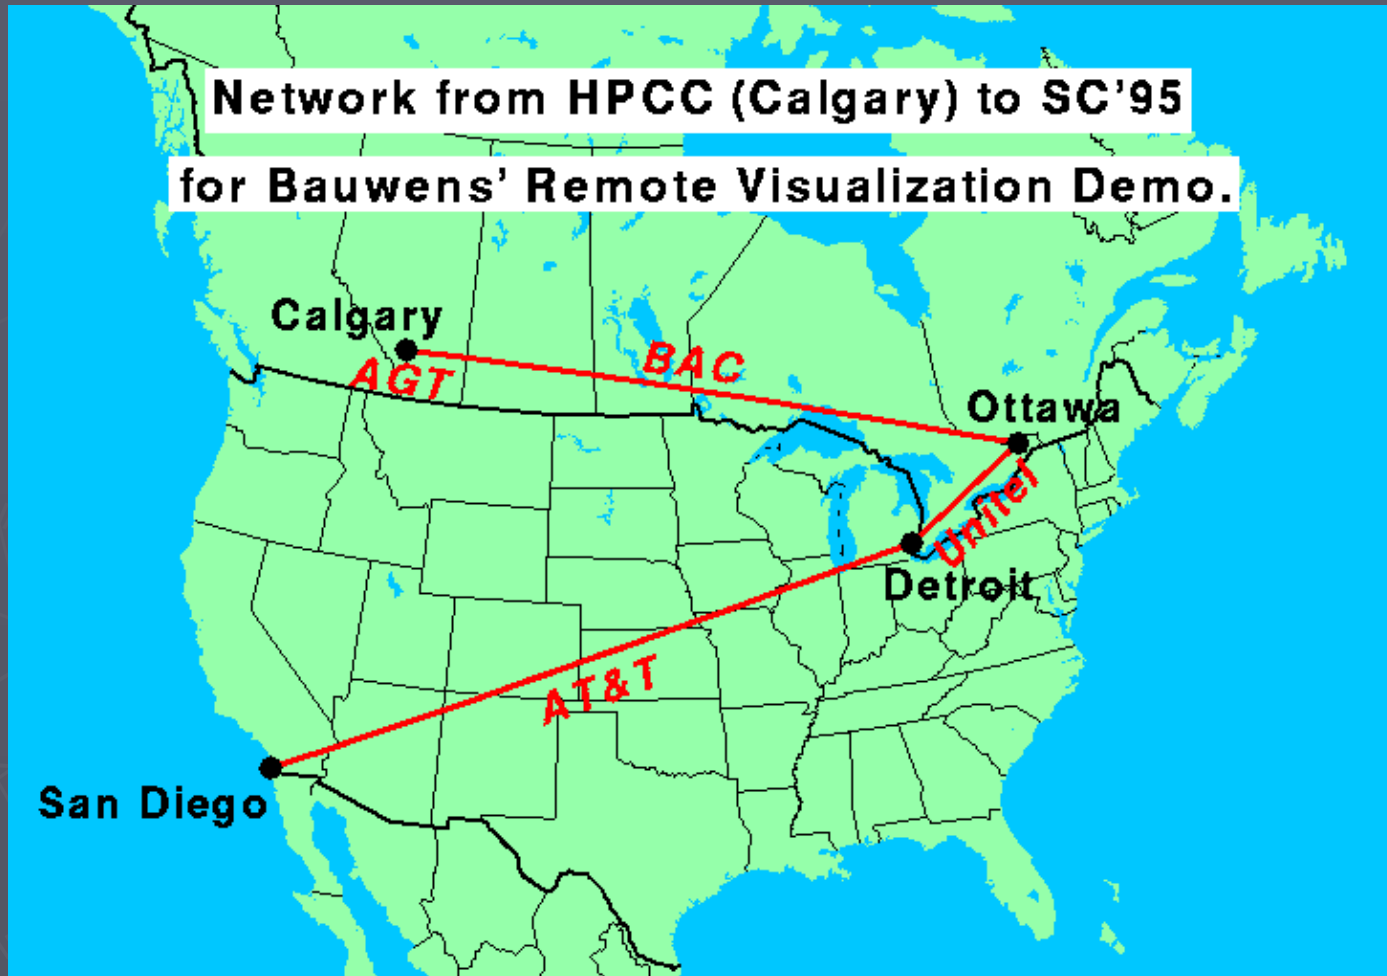 Network from HPCC (Calgary) to SC'95
for Bauwens' Remote Visualization Demo.
Calgary
AGT
BAC
Ottawa
Unitel
Detroit
AT&T
San Diego